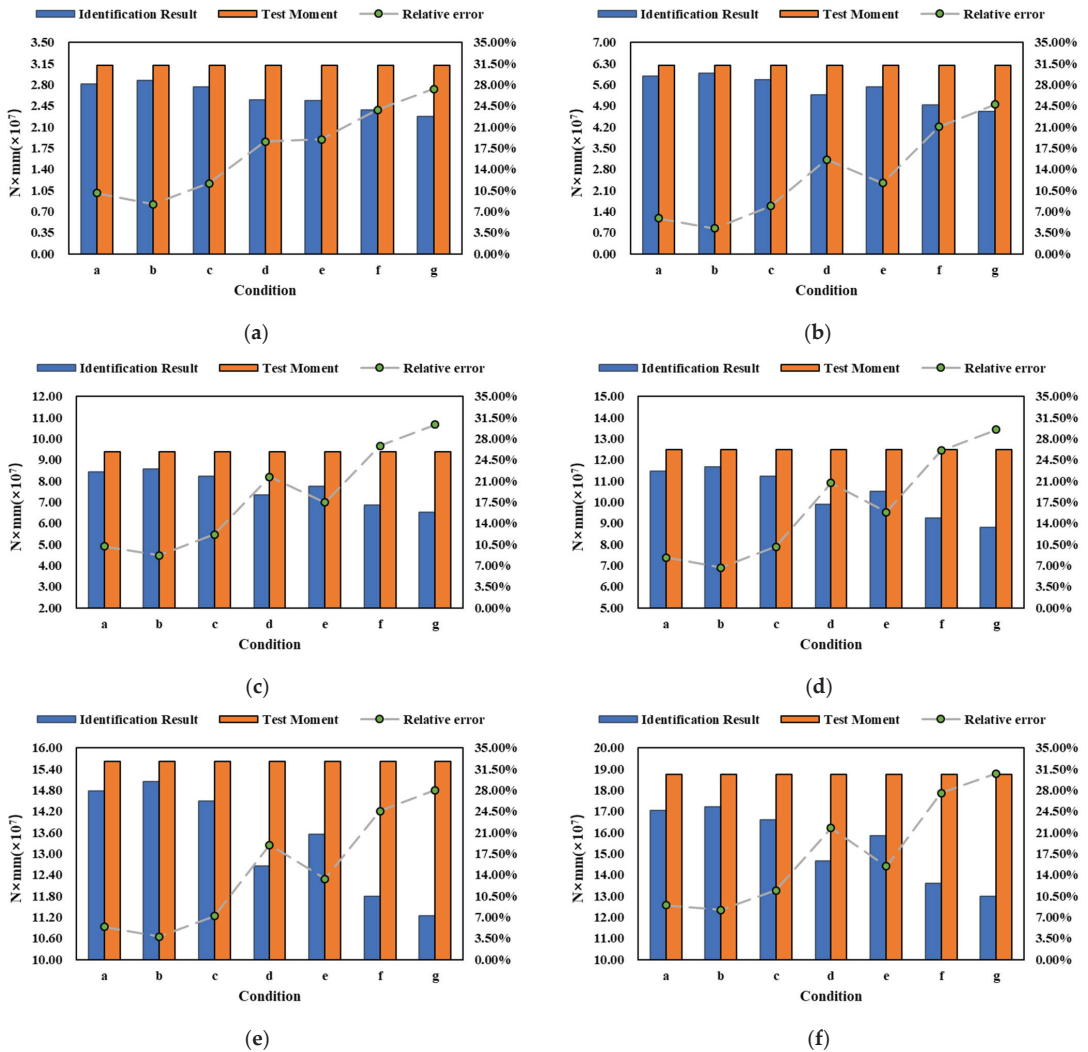 Identification Result Test Moment Relative error
Identification Result Test Moment Relative error
3.50 35.00% 7.00 35.00%
3.15 31.50% 6.30 31.50%
2.80 28.00% 5.60 28.00%
2.45 24.50% 4.90 24.50%
2.10 21.00% 4.20 21.00%
1.75 17.50% 3.50 17.50%
1.40 14.00% 2.80 14.00%
1.05 10.50% 2.10 10.50%
0.70 7.00% 1.40 7.00%
0.35 3.50% 0.70 3.50%
0.00 0.00% 0.00 0.00%
N×mm(×10⁷) N×mm(×10⁷)
a b c d e f g a b c d e f g
Condition Condition
(a) (b)
Identification Result Test Moment Relative error
Identification Result Test Moment Relative error
12.00 35.00% 15.00 35.00%
11.00 31.50% 14.00 31.50%
10.00 28.00% 13.00 28.00%
9.00 24.50% 12.00 24.50%
8.00 21.00% 11.00 21.00%
7.00 17.50% 10.00 17.50%
6.00 14.00% 9.00 14.00%
5.00 10.50% 8.00 10.50%
4.00 7.00% 7.00 7.00%
3.00 3.50% 6.00 3.50%
2.00 0.00% 5.00 0.00%
N×mm(×10⁷) N×mm(×10⁷)
a b c d e f g a b c d e f g
Condition Condition
(c) (d)
Identification Result Test Moment Relative error
Identification Result Test Moment Relative error
16.00 35.00% 20.00 35.00%
15.40 31.50% 19.00 31.50%
14.80 28.00% 18.00 28.00%
14.20 24.50% 17.00 24.50%
13.60 21.00% 16.00 21.00%
13.00 17.50% 15.00 17.50%
12.40 14.00% 14.00 14.00%
11.80 10.50% 13.00 10.50%
11.20 7.00% 12.00 7.00%
10.60 3.50% 11.00 3.50%
10.00 0.00% 10.00 0.00%
N×mm(×10⁷) N×mm(×10⁷)
a b c d e f g a b c d e f g
Condition Condition
(e) (f)